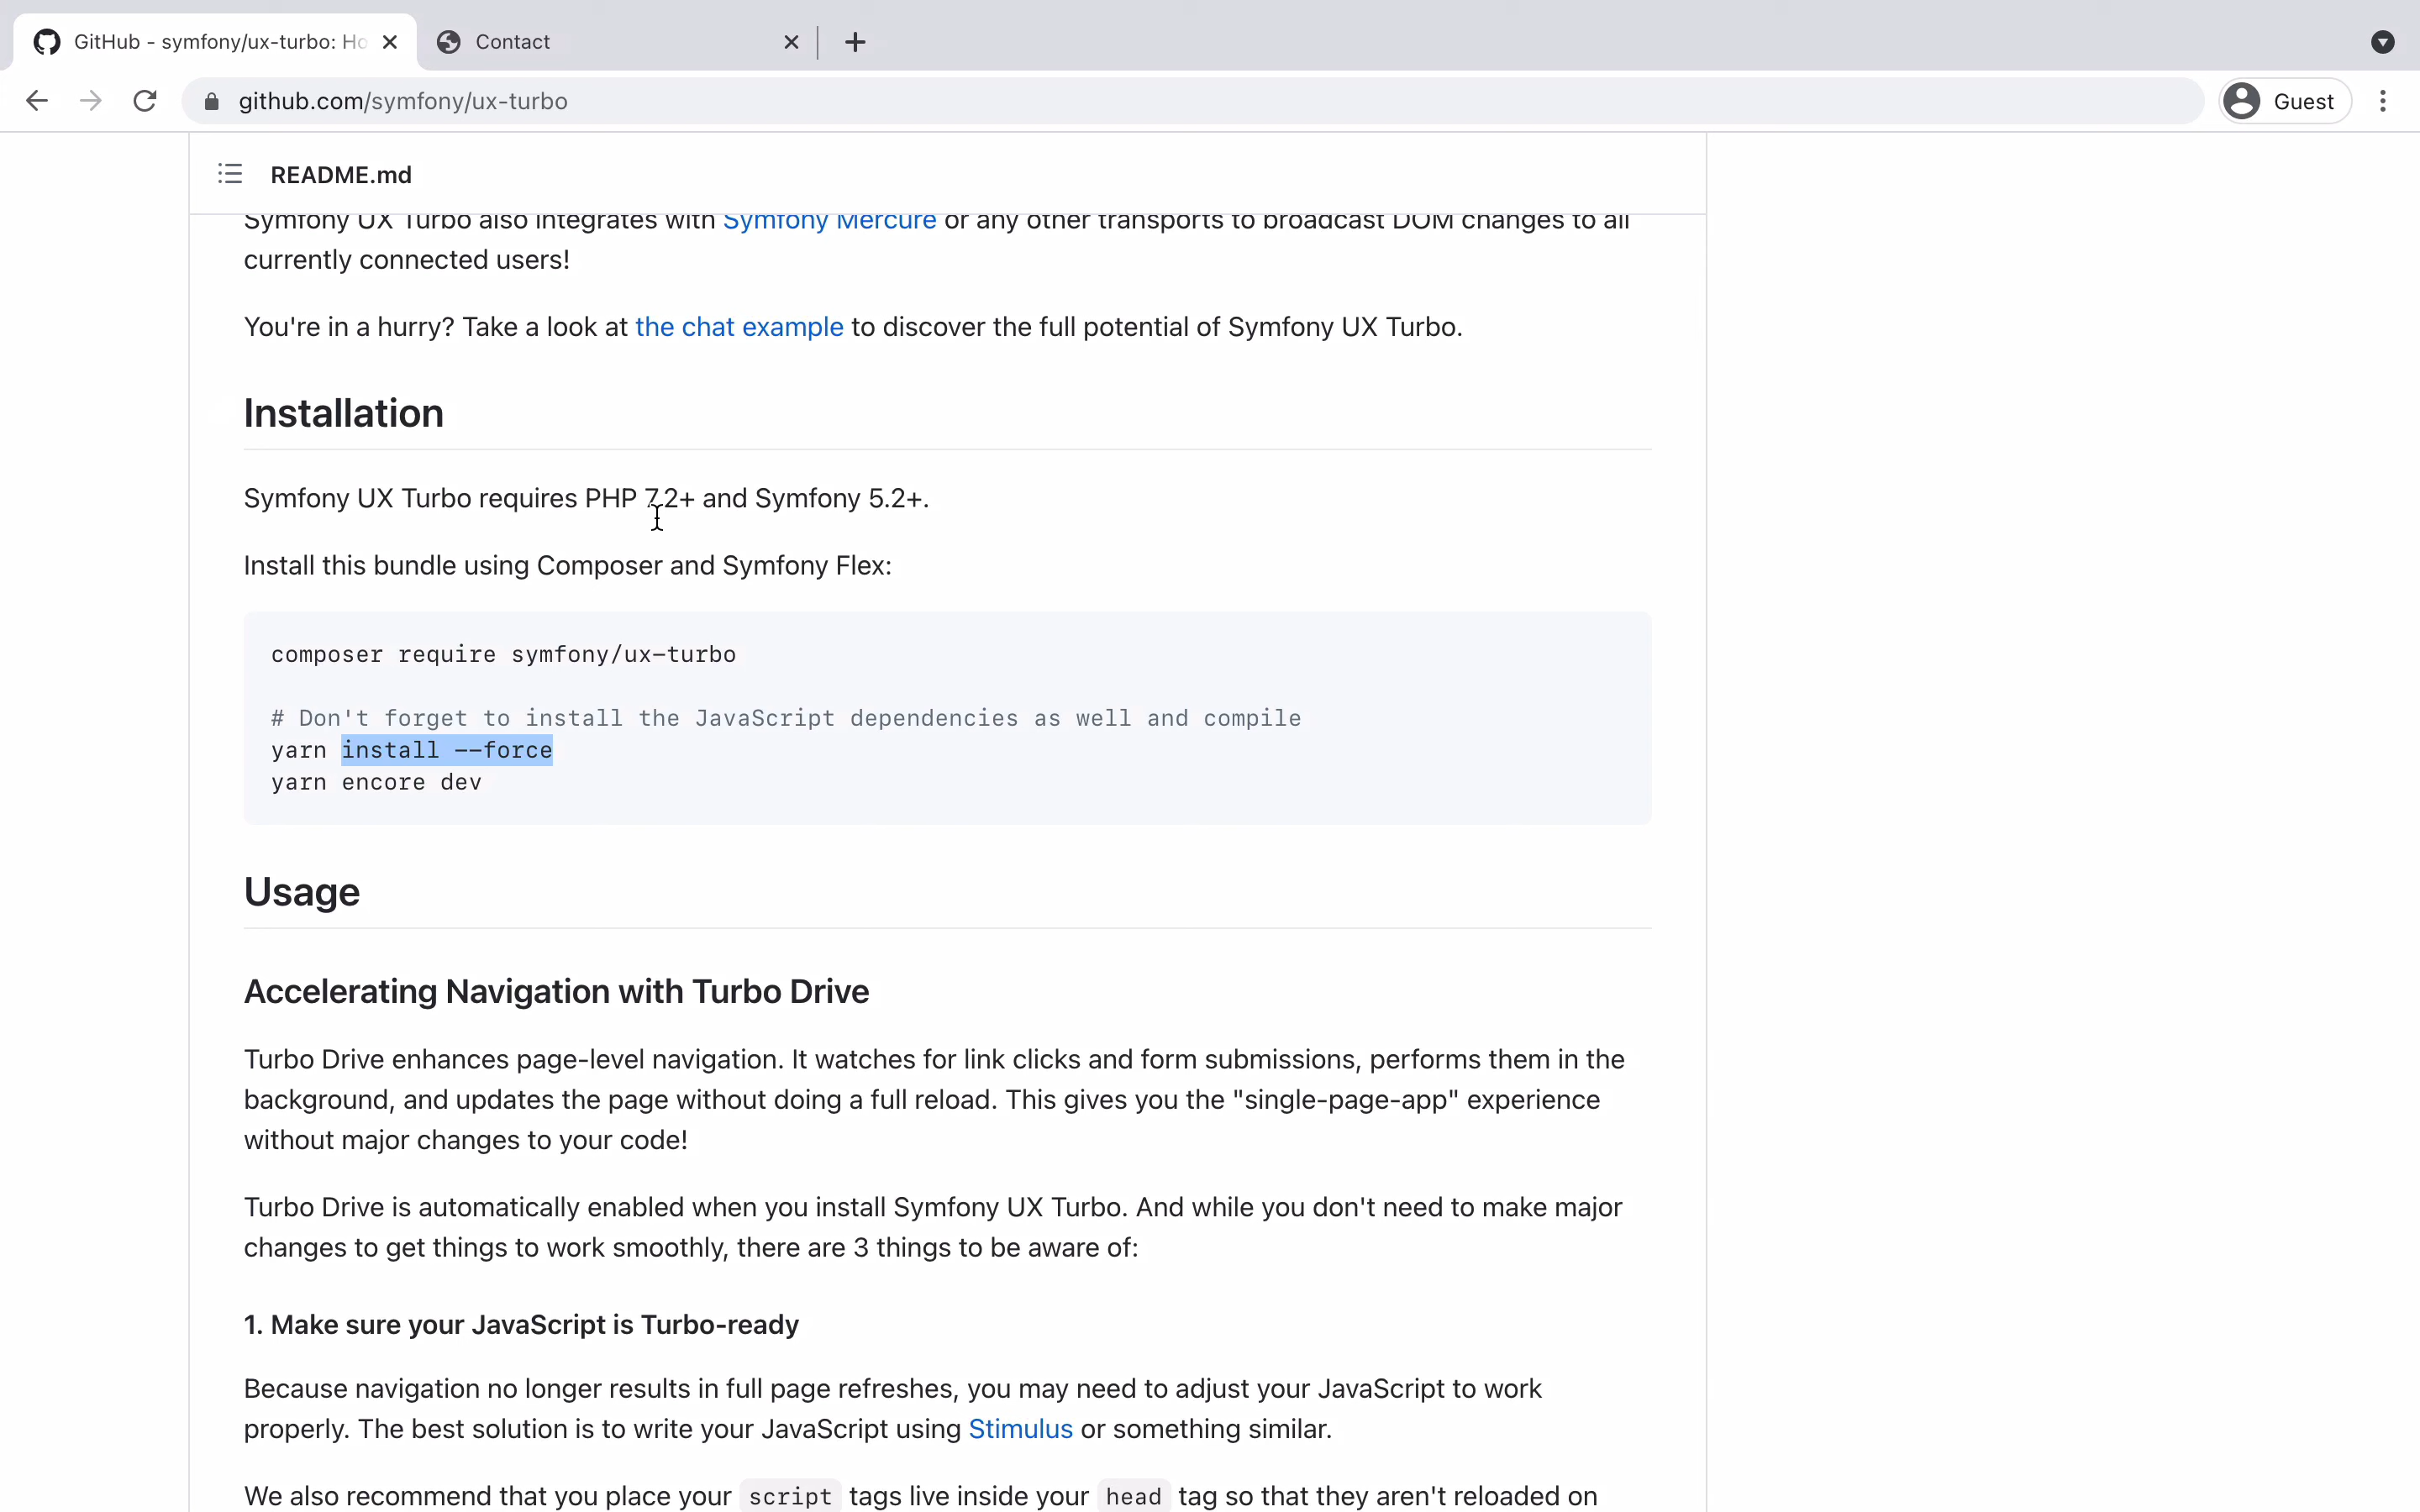 GitHub - symfony/ux-turbo: Ho
Contact
github.com/symfony/ux-turbo
Guest
README.md
Symfony UX Turbo also integrates with Symfony Mercure or any other transports to broadcast DOM changes to all
currently connected users!
You're in a hurry? Take a look at the chat example to discover the full potential of Symfony UX Turbo.
Installation
Symfony UX Turbo requires PHP 7.2+ and Symfony 5.2+.
Install this bundle using Composer and Symfony Flex:
composer require symfony/ux-turbo
# Don't forget to install the JavaScript dependencies as well and compile
yarn install --force
yarn encore dev
Usage
Accelerating Navigation with Turbo Drive
Turbo Drive enhances page-level navigation. It watches for link clicks and form submissions, performs them in the
background, and updates the page without doing a full reload. This gives you the "single-page-app" experience
without major changes to your code!
Turbo Drive is automatically enabled when you install Symfony UX Turbo. And while you don't need to make major
changes to get things to work smoothly, there are 3 things to be aware of:
1. Make sure your JavaScript is Turbo-ready
Because navigation no longer results in full page refreshes, you may need to adjust your JavaScript to work
properly. The best solution is to write your JavaScript using Stimulus or something similar.
We also recommend that you place your script tags live inside your head tag so that they aren't reloaded on